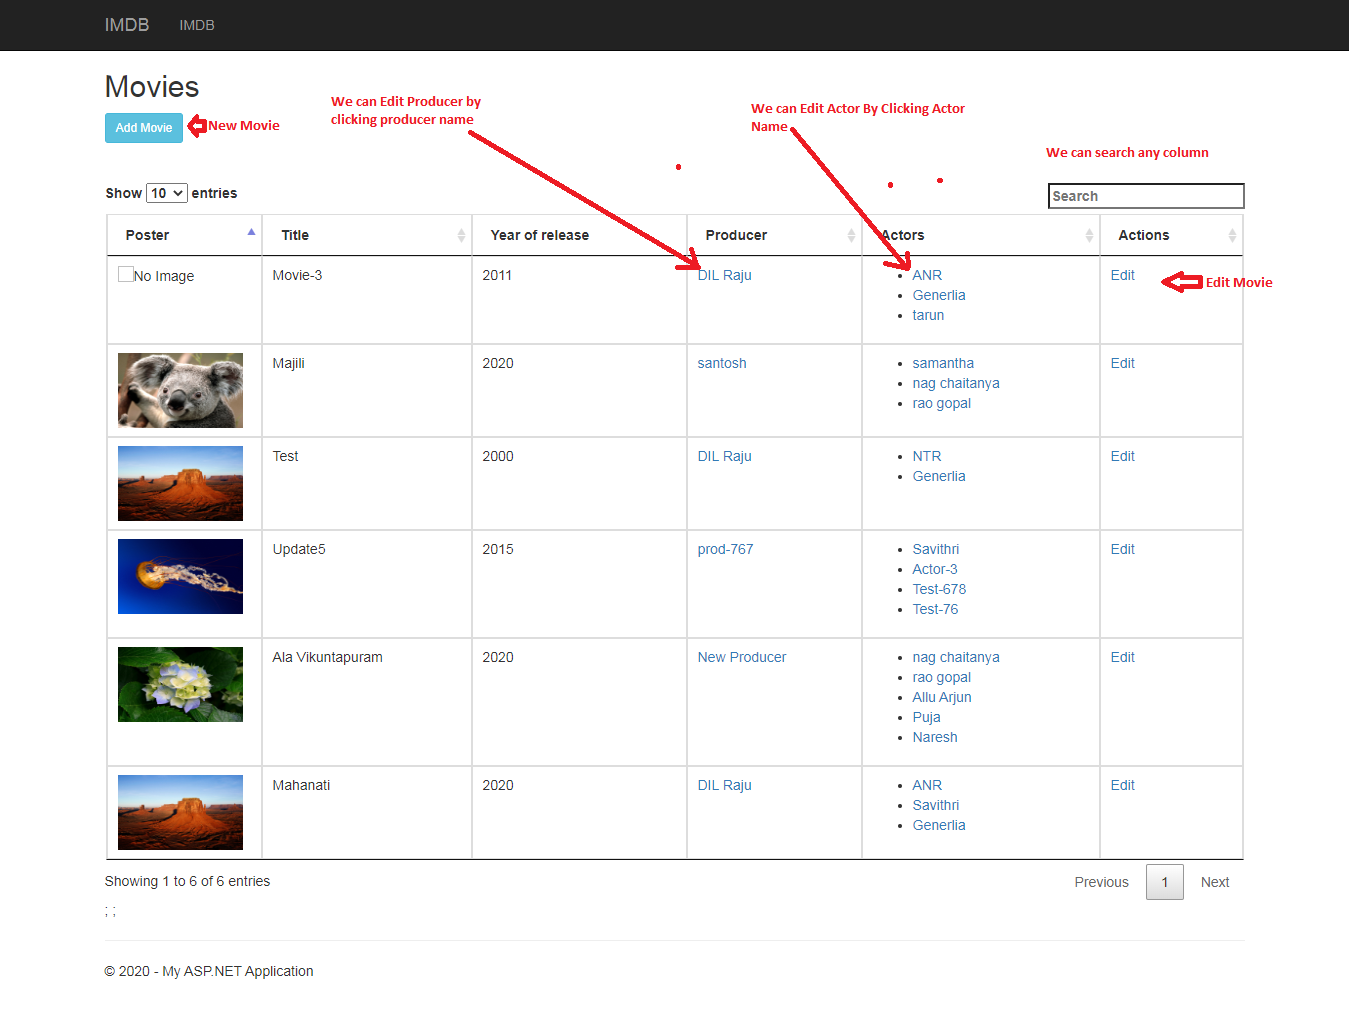 IMDB IMDB
Movies
We can Edit Producer by
clicking producer name
We can Edit Actor By Clicking Actor
Name
Add Movie New Movie
We can search any column
Show 10 entries
Search
Poster Title Year of release Producer Actors Actions
No Image Movie-3 2011 DIL Raju ANR Edit Edit Movie
Generlia
tarun
Majili 2020 santosh samantha Edit
nag chaitanya
rao gopal
Test 2000 DIL Raju NTR Edit
Generlia
Update5 2015 prod-767 Savithri Edit
Actor-3
Test-678
Test-76
Ala Vikuntapuram 2020 New Producer nag chaitanya Edit
rao gopal
Allu Arjun
Puja
Naresh
Mahanati 2020 DIL Raju ANR Edit
Savithri
Generlia
Showing 1 to 6 of 6 entries Previous 1 Next
; ;
© 2020 - My ASP.NET Application